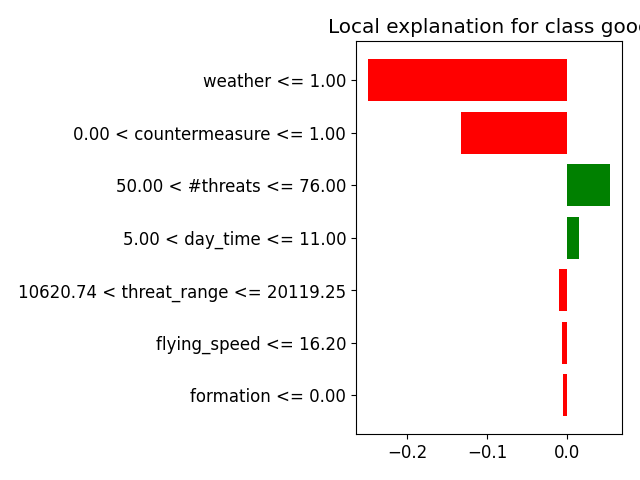 Local explanation for class good
weather <= 1.00
0.00 < countermeasure <= 1.00
50.00 < #threats <= 76.00
5.00 < day_time <= 11.00
10620.74 < threat_range <= 20119.25
flying_speed <= 16.20
formation <= 0.00
−0.2 −0.1 0.0